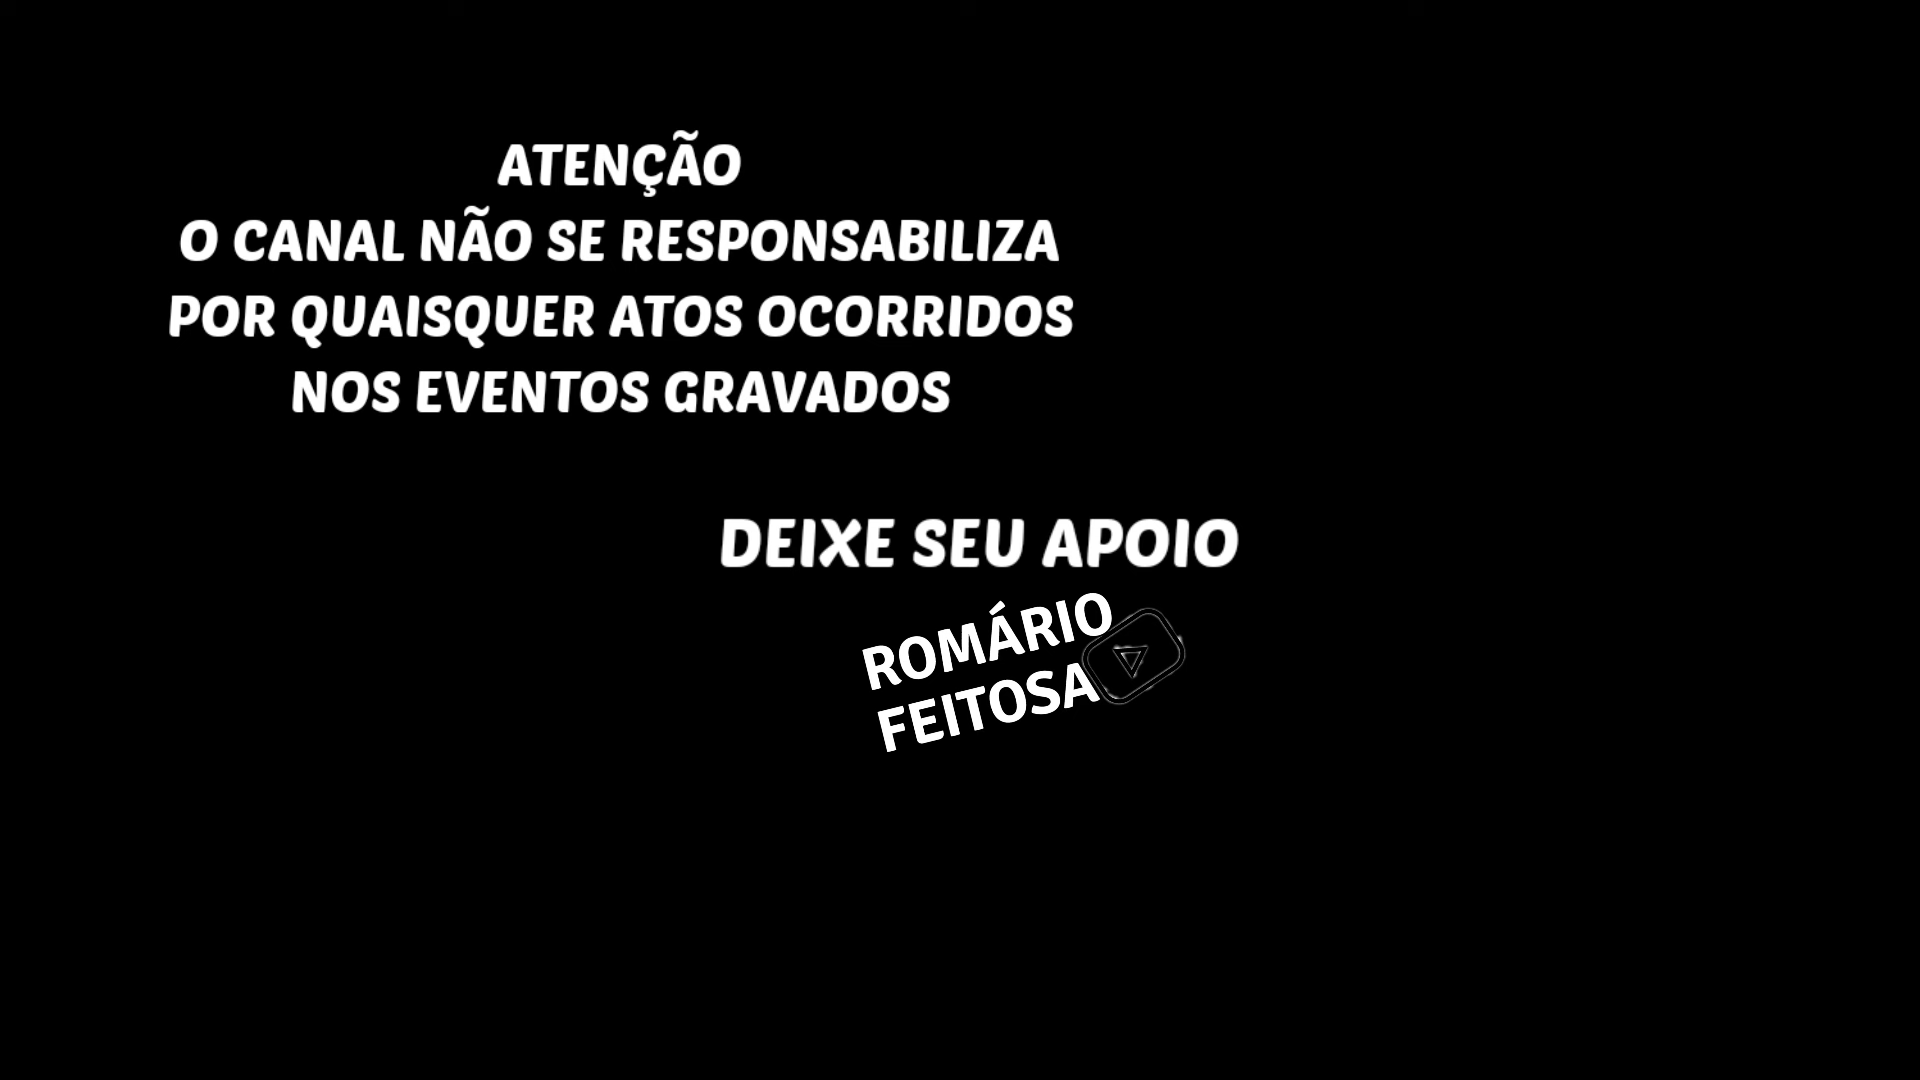 ATENÇÃO
O CANAL NÃO SE RESPONSABILIZA
POR QUAISQUER ATOS OCORRIDOS
NOS EVENTOS GRAVADOS
DEIXE SEU APOIO
ROMÁRIO
FEITOSA